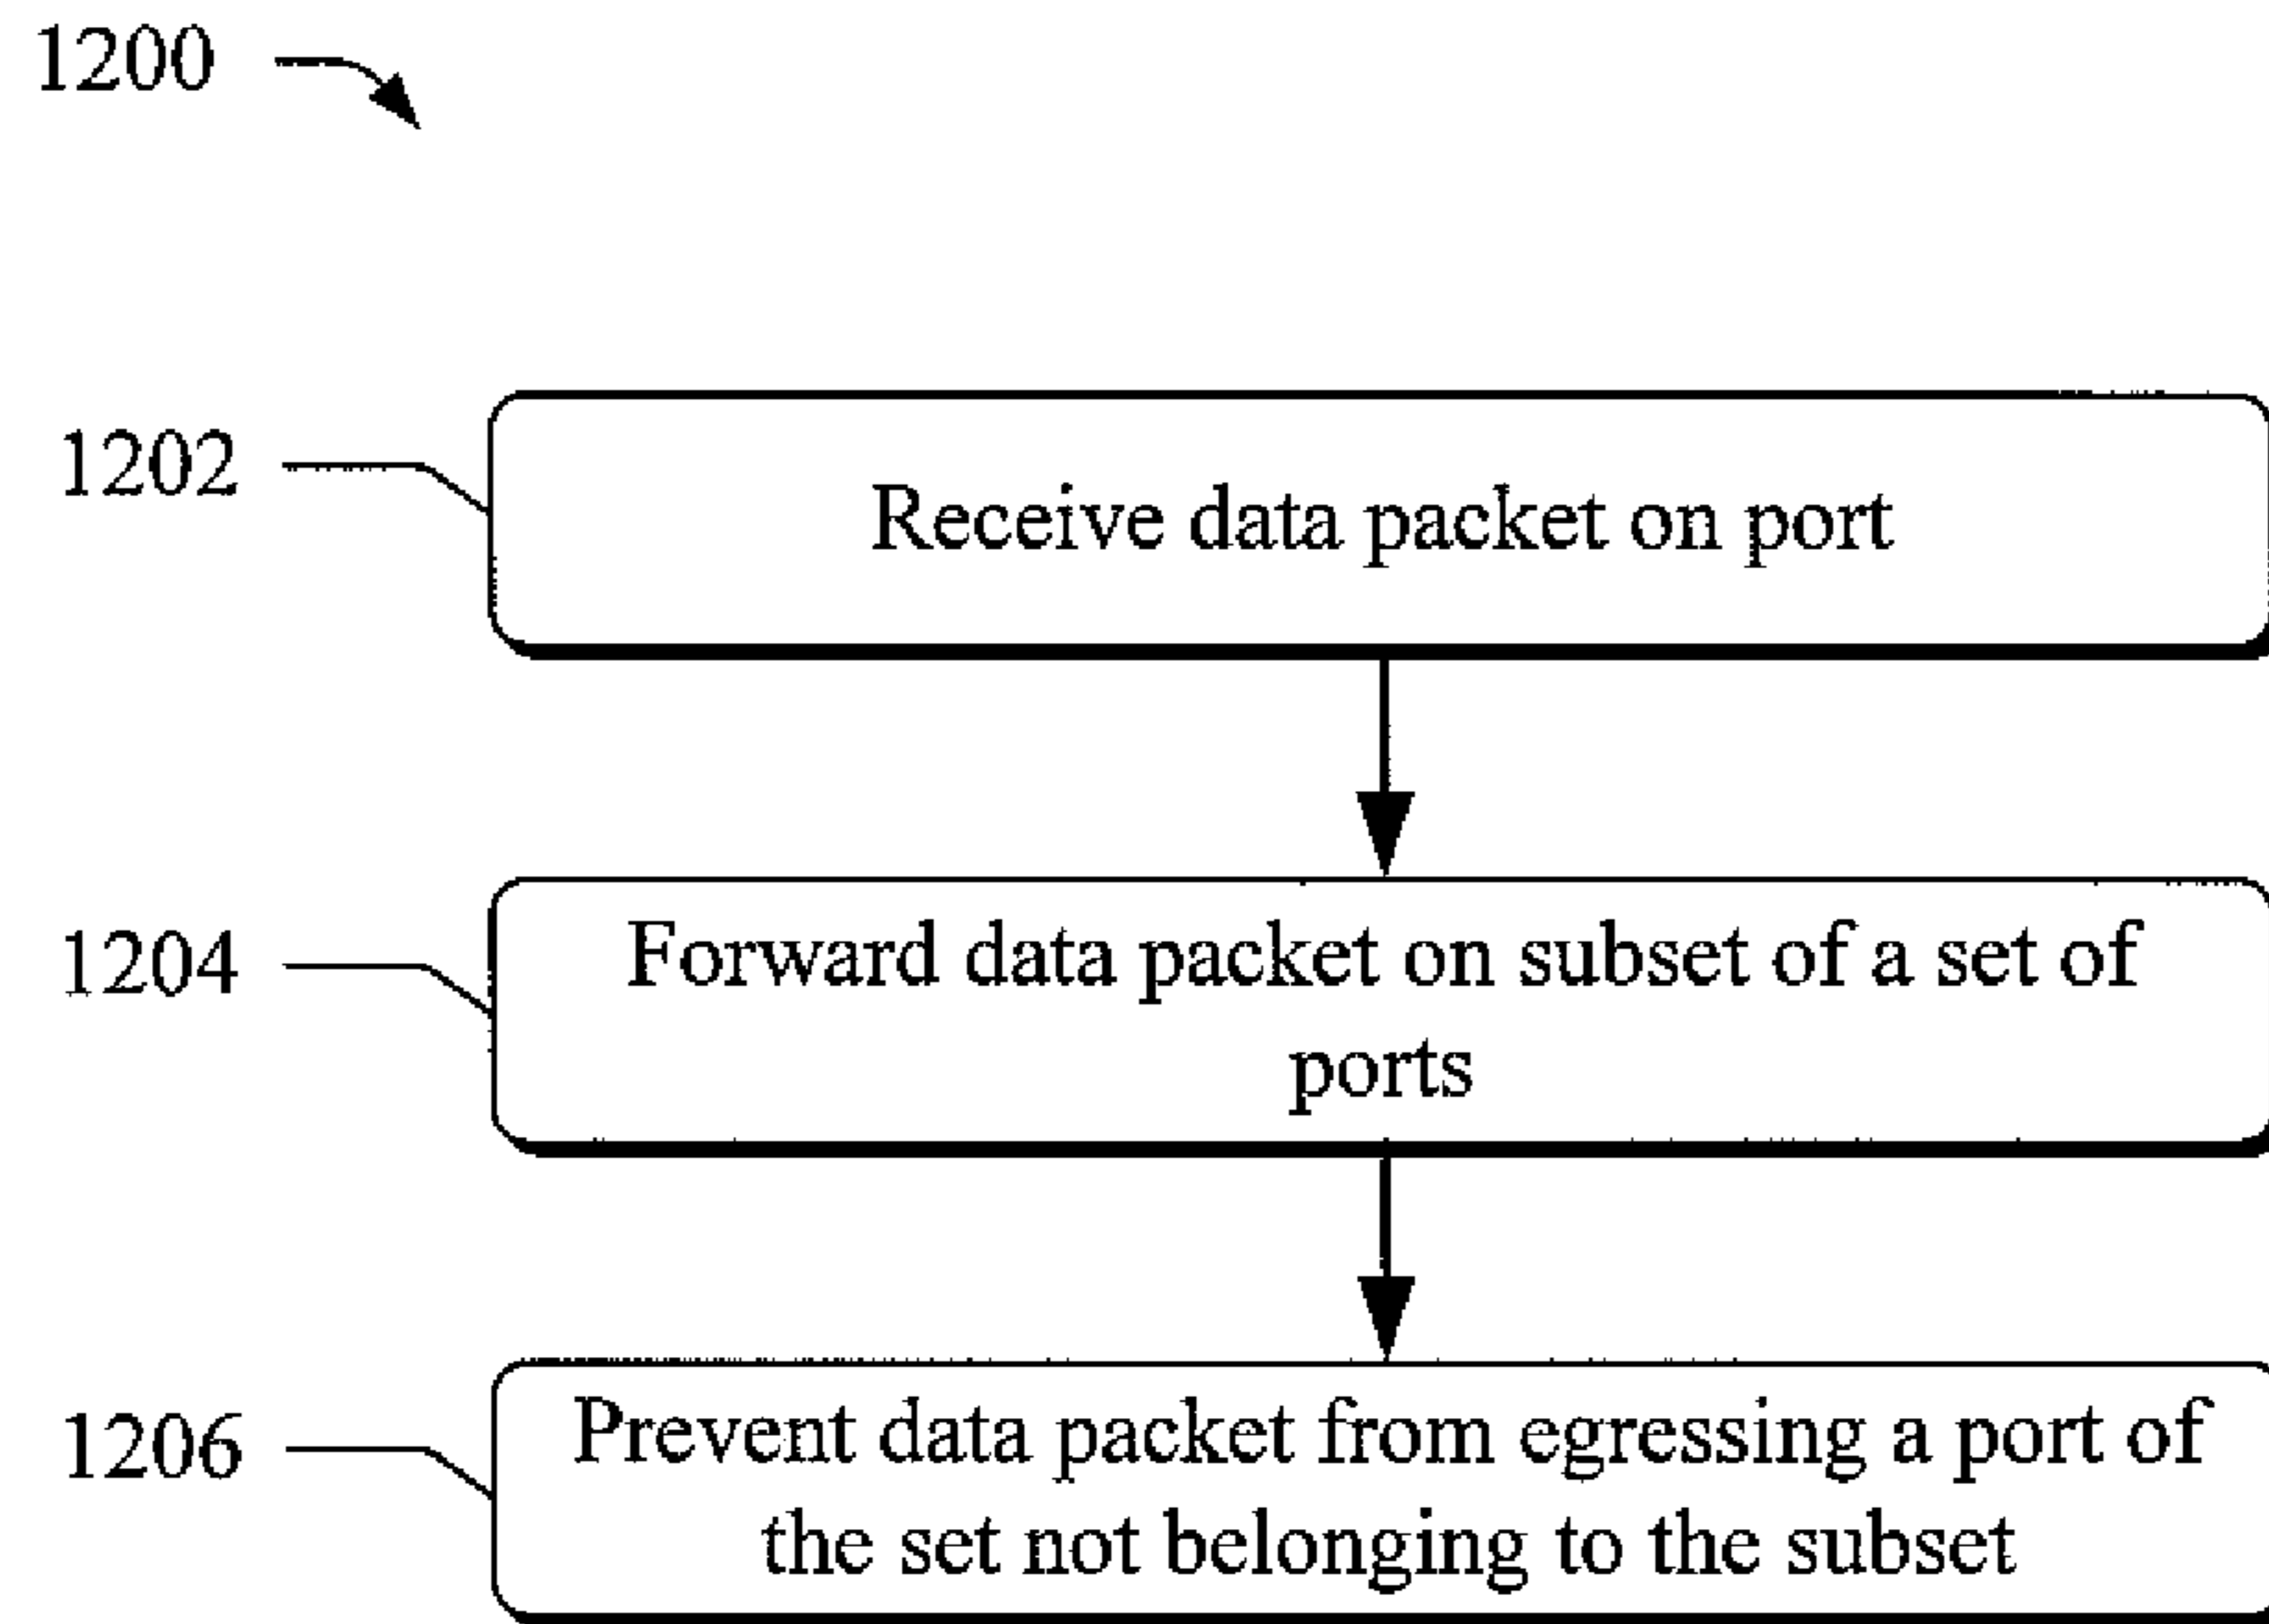 1200
1202
Receive data packet on port
1204
Forward data packet on subset of a set of
ports
1206
Prevent data packet from egressing a port of
the set not belonging to the subset